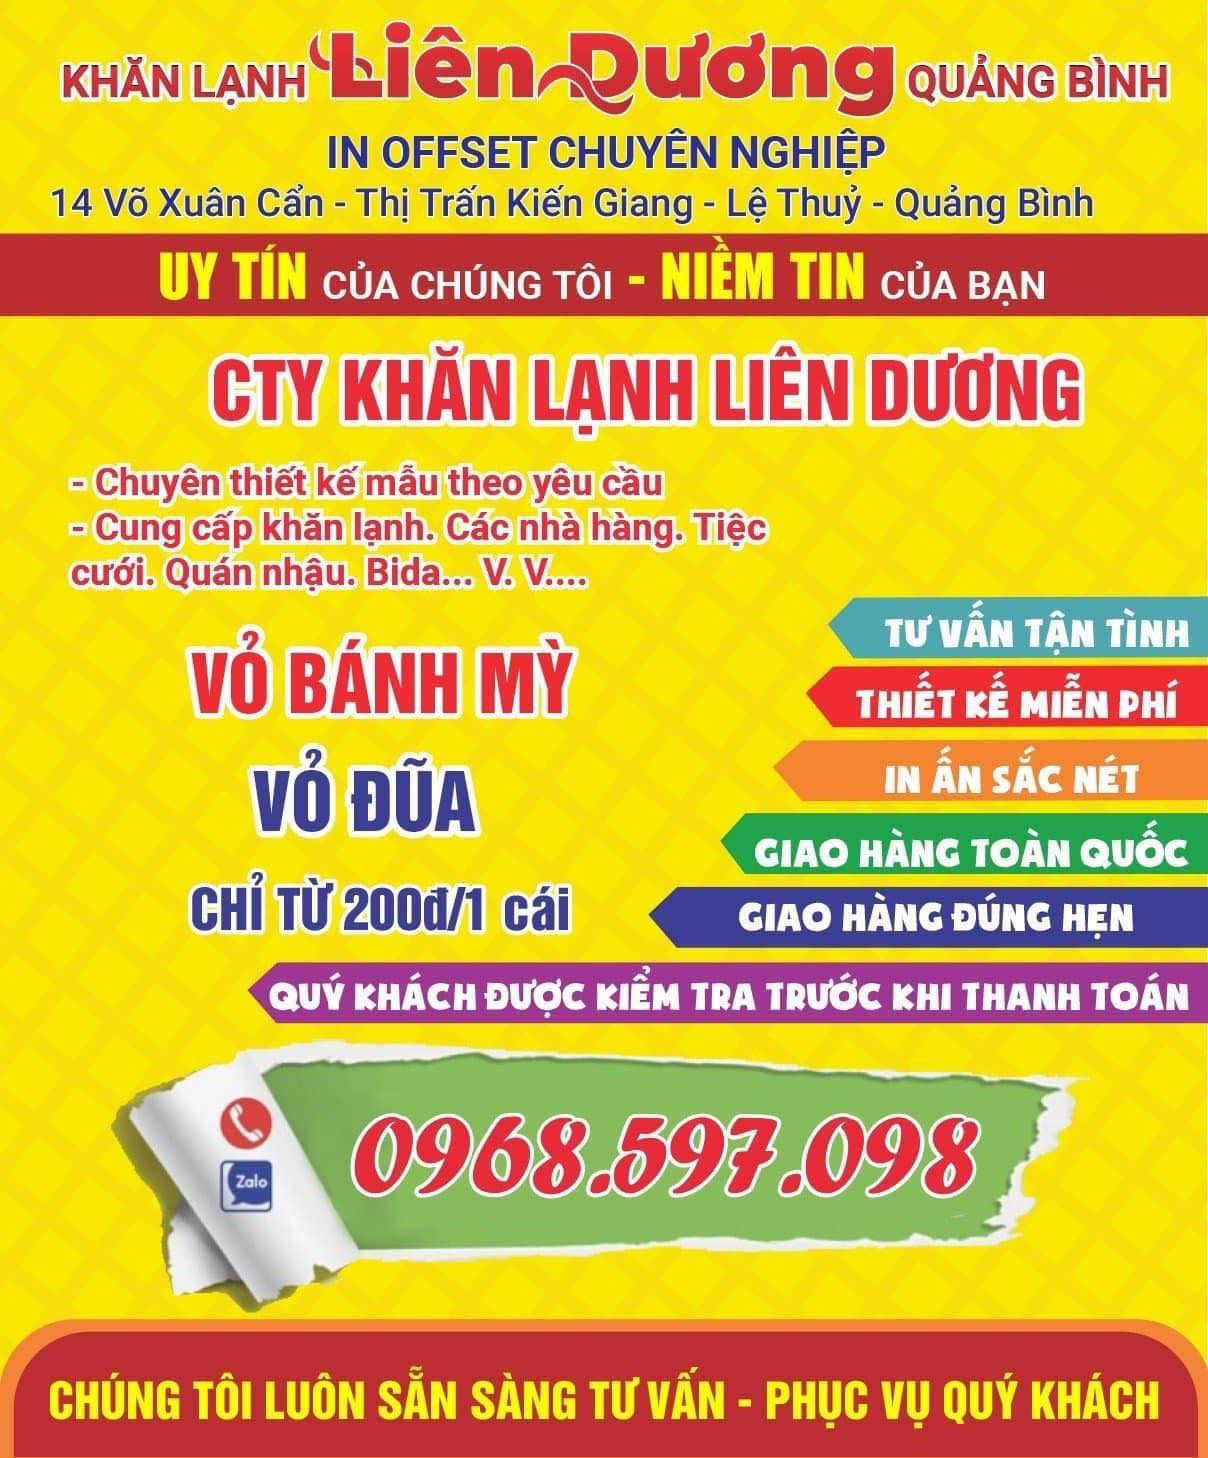 KHĂN LẠNH Liên Dương QUẢNG BÌNH
IN OFFSET CHUYÊN NGHIỆP
14 Võ Xuân Cẩn - Thị Trấn Kiến Giang - Lệ Thuỷ - Quảng Bình
UY TÍN CỦA CHÚNG TÔI - NIỀM TIN CỦA BẠN
CTY KHĂN LẠNH LIÊN DƯƠNG
- Chuyên thiết kế mẫu theo yêu cầu
- Cung cấp khăn lạnh. Các nhà hàng. Tiệc
cưới. Quán nhậu. Bida... V. V....
VỎ BÁNH MỲ
VỎ ĐŨA
CHỈ TỪ 200đ/1 cái
TƯ VẤN TẬN TÌNH
THIẾT KẾ MIỄN PHÍ
IN ẤN SẮC NÉT
GIAO HÀNG TOÀN QUỐC
GIAO HÀNG ĐÚNG HẸN
QUÝ KHÁCH ĐƯỢC KIỂM TRA TRƯỚC KHI THANH TOÁN
0968.597.098
Zalo
CHÚNG TÔI LUÔN SẴN SÀNG TƯ VẤN - PHỤC VỤ QUÝ KHÁCH